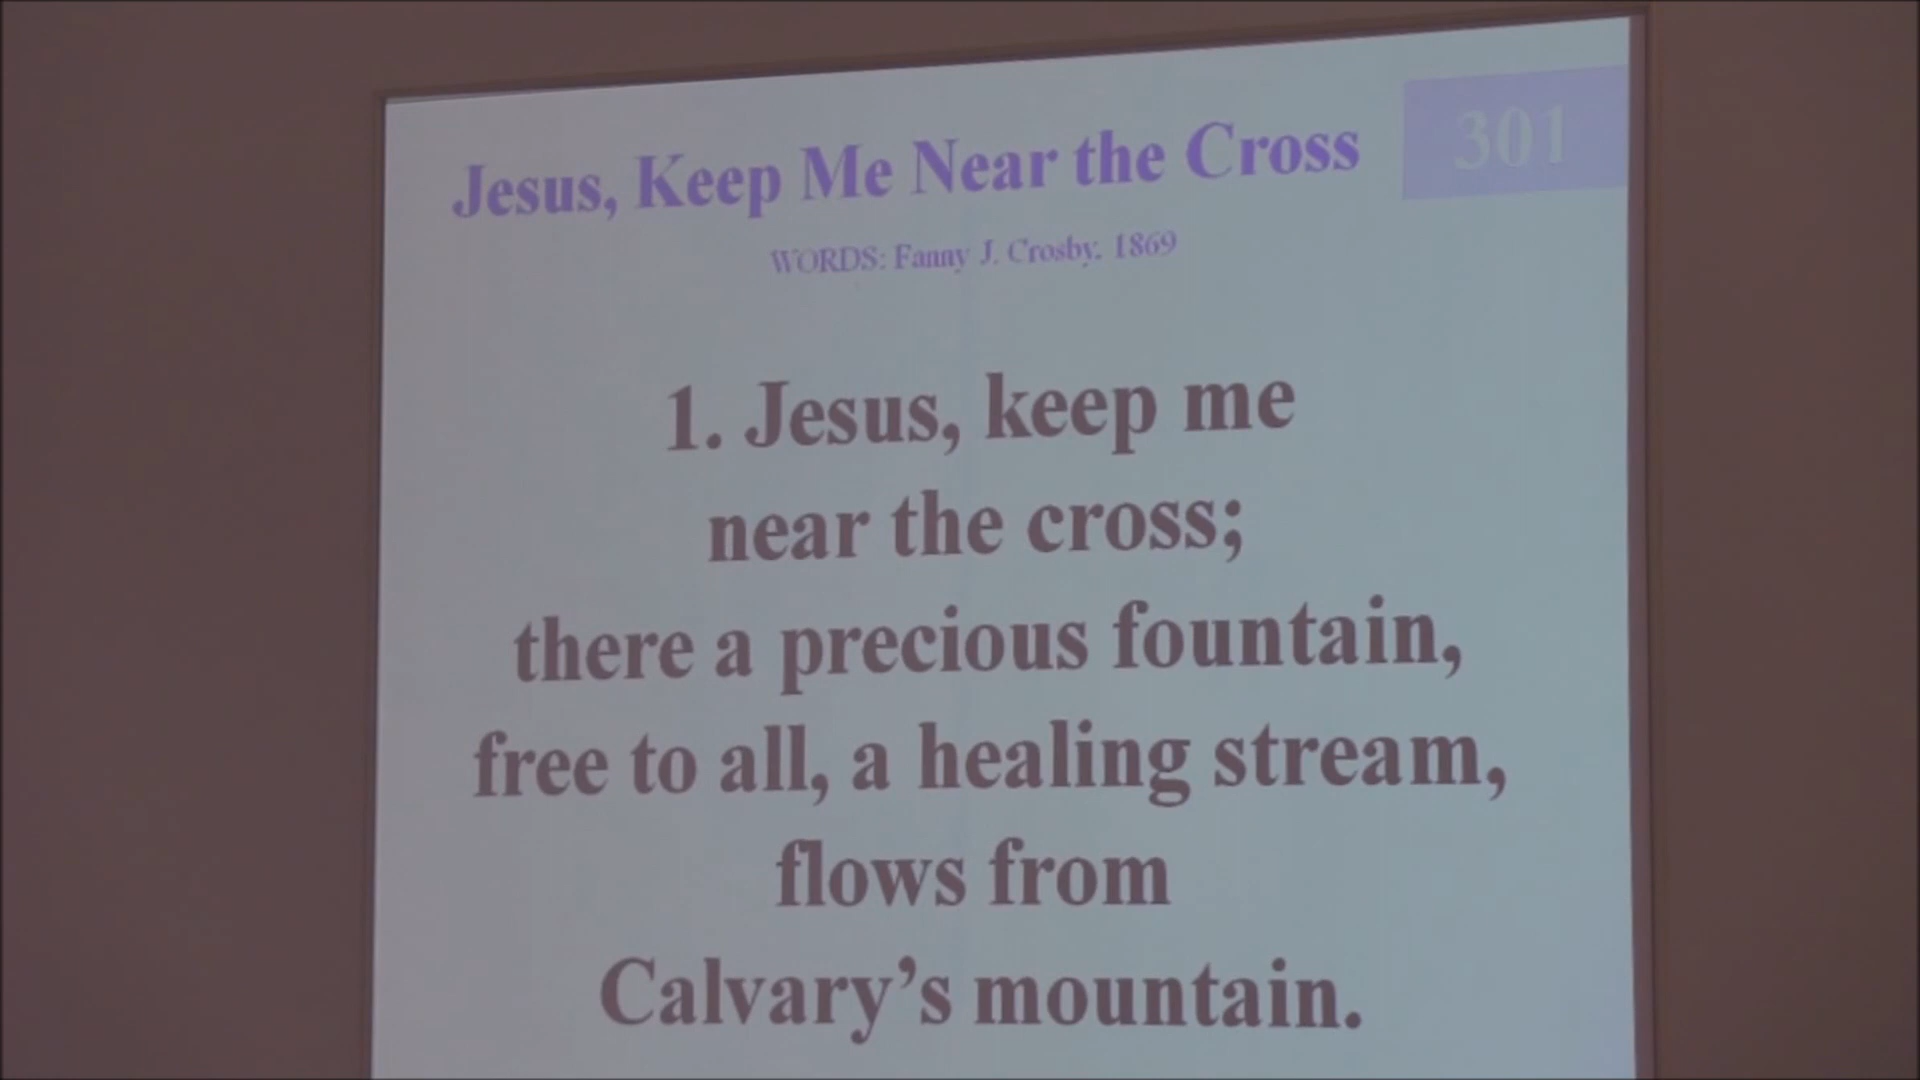 Jesus, Keep Me Near the Cross
301
WORDS: Fanny J. Crosby, 1869
1. Jesus, keep me
near the cross;
there a precious fountain,
free to all, a healing stream,
flows from
Calvary's mountain.